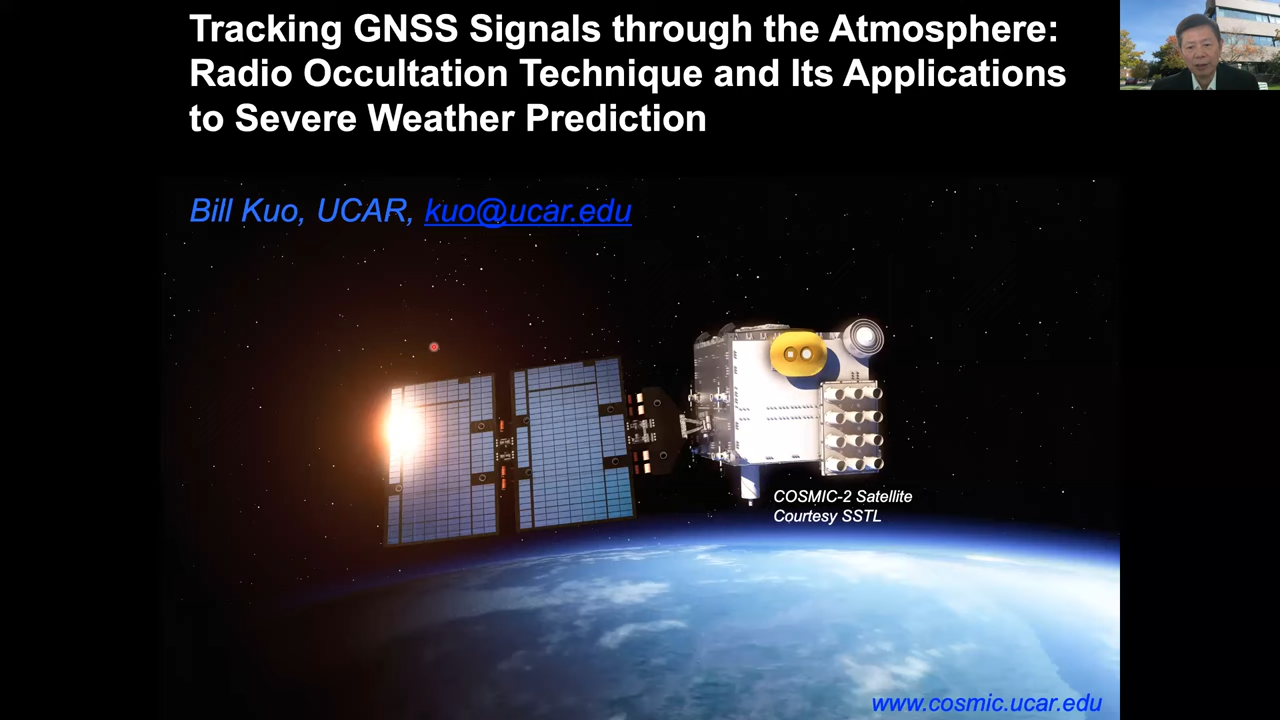 Tracking GNSS Signals through the Atmosphere:
Radio Occultation Technique and Its Applications
to Severe Weather Prediction
Bill Kuo, UCAR, kuo@ucar.edu
COSMIC-2 Satellite
Courtesy SSTL
www.cosmic.ucar.edu